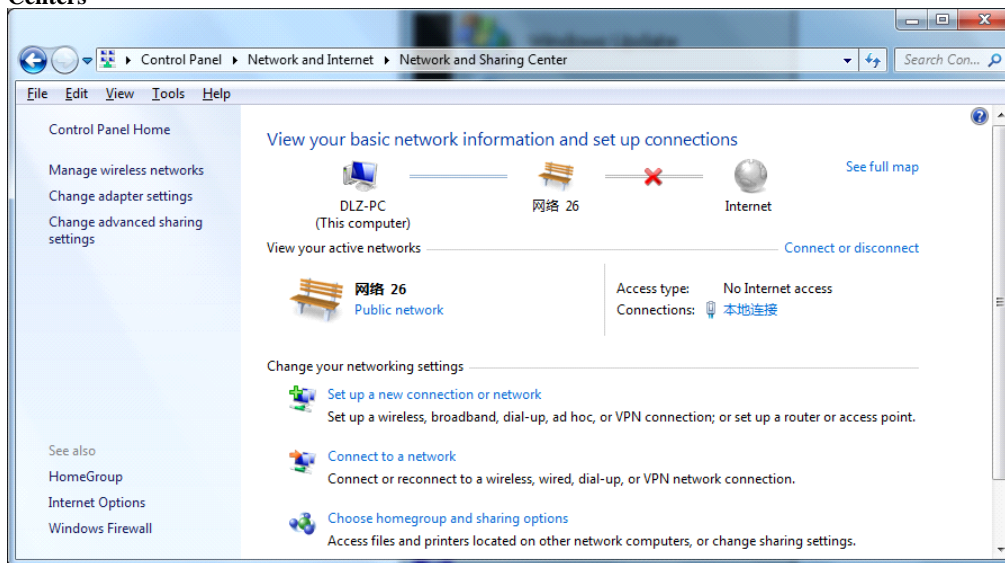 Centers
Control Panel ▸ Network and Internet ▸ Network and Sharing Center
Search Con...
File Edit View Tools Help
Control Panel Home
Manage wireless networks
Change adapter settings
Change advanced sharing
settings
See also
HomeGroup
Internet Options
Windows Firewall
View your basic network information and set up connections
See full map
DLZ-PC
(This computer)
网络 26
Internet
View your active networks
Connect or disconnect
网络 26
Public network
Access type: No Internet access
Connections: 本地连接
Change your networking settings
Set up a new connection or network
Set up a wireless, broadband, dial-up, ad hoc, or VPN connection; or set up a router or access point.
Connect to a network
Connect or reconnect to a wireless, wired, dial-up, or VPN network connection.
Choose homegroup and sharing options
Access files and printers located on other network computers, or change sharing settings.